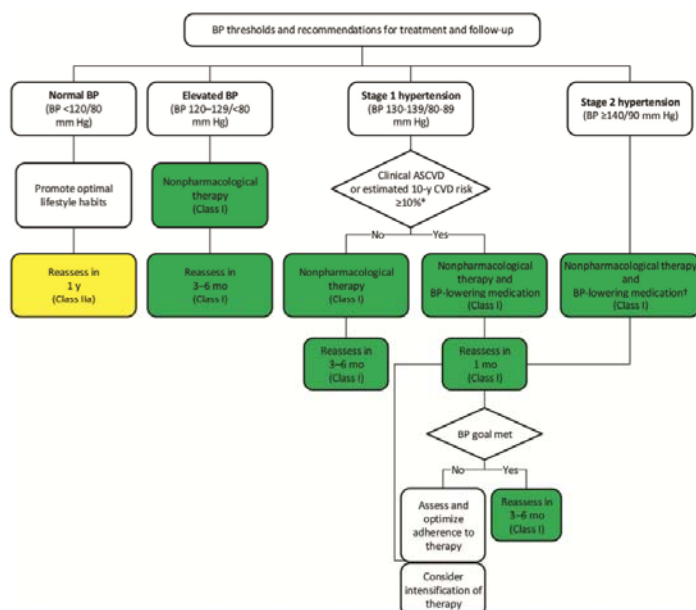 BP thresholds and recommendations for treatment and follow-up
Normal BP
(BP <120/80
mm Hg)
Elevated BP
(BP 120–129/<80
mm Hg)
Stage 1 hypertension
(BP 130-139/80-89
mm Hg)
Stage 2 hypertension
(BP ≥140/90 mm Hg)
Promote optimal
lifestyle habits
Nonpharmacological
therapy
(Class I)
Clinical ASCVD
or estimated 10-y CVD risk
≥10%*
No
Yes
Reassess in
1 y
(Class IIa)
Reassess in
3–6 mo
(Class I)
Nonpharmacological
therapy
(Class I)
Nonpharmacological
therapy and
BP-lowering medication
(Class I)
Nonpharmacological therapy
and
BP-lowering medication†
(Class I)
Reassess in
3–6 mo
(Class I)
Reassess in
1 mo
(Class I)
BP goal met
No
Yes
Assess and
optimize
adherence to
therapy
Reassess in
3–6 mo
(Class I)
Consider
intensification of
therapy